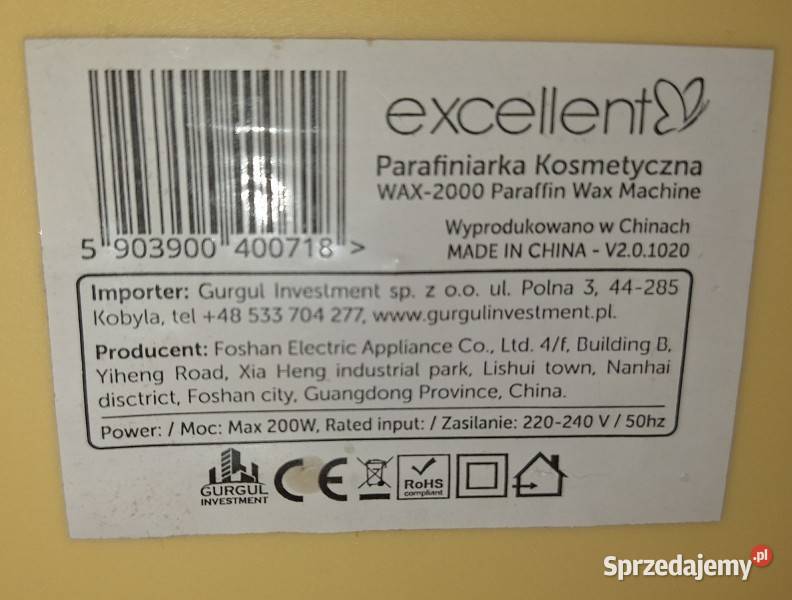 excellent
Parafiniarka Kosmetyczna
WAX-2000 Paraffin Wax Machine
Wyprodukowano w Chinach
MADE IN CHINA - V2.0.1020
5 903900 400718 >
Importer: Gurgul Investment sp. z o.o. ul. Polna 3, 44-285
Kobyla, tel +48 533 704 277, www.gurgulinvestment.pl.
Producent: Foshan Electric Appliance Co., Ltd. 4/f, Building B,
Yiheng Road, Xia Heng industrial park, Lishui town, Nanhai
disctrict, Foshan city, Guangdong Province, China.
Power: / Moc: Max 200W, Rated input: / Zasilanie: 220-240 V / 50hz
GURGUL
INVESTMENT
CE
RoHS
compliant
Sprzedajemy.pl